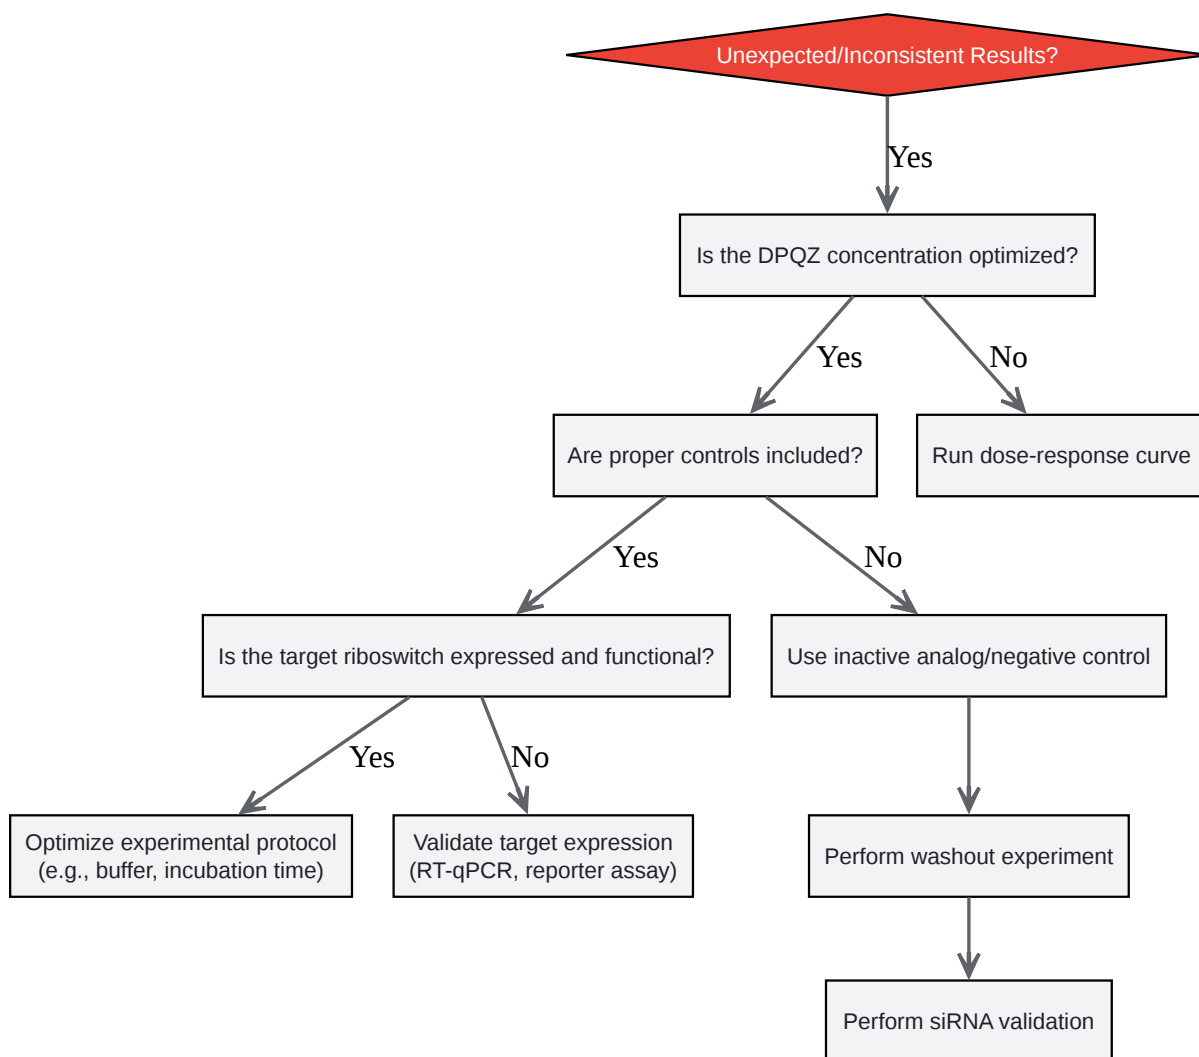 Unexpected/Inconsistent Results?
Yes
Is the DPQZ concentration optimized?
Yes
No
Are proper controls included?
Run dose-response curve
Yes
No
Is the target riboswitch expressed and functional?
Use inactive analog/negative control
Yes
No
Optimize experimental protocol
(e.g., buffer, incubation time)
Validate target expression
(RT-qPCR, reporter assay)
Perform washout experiment
Perform siRNA validation